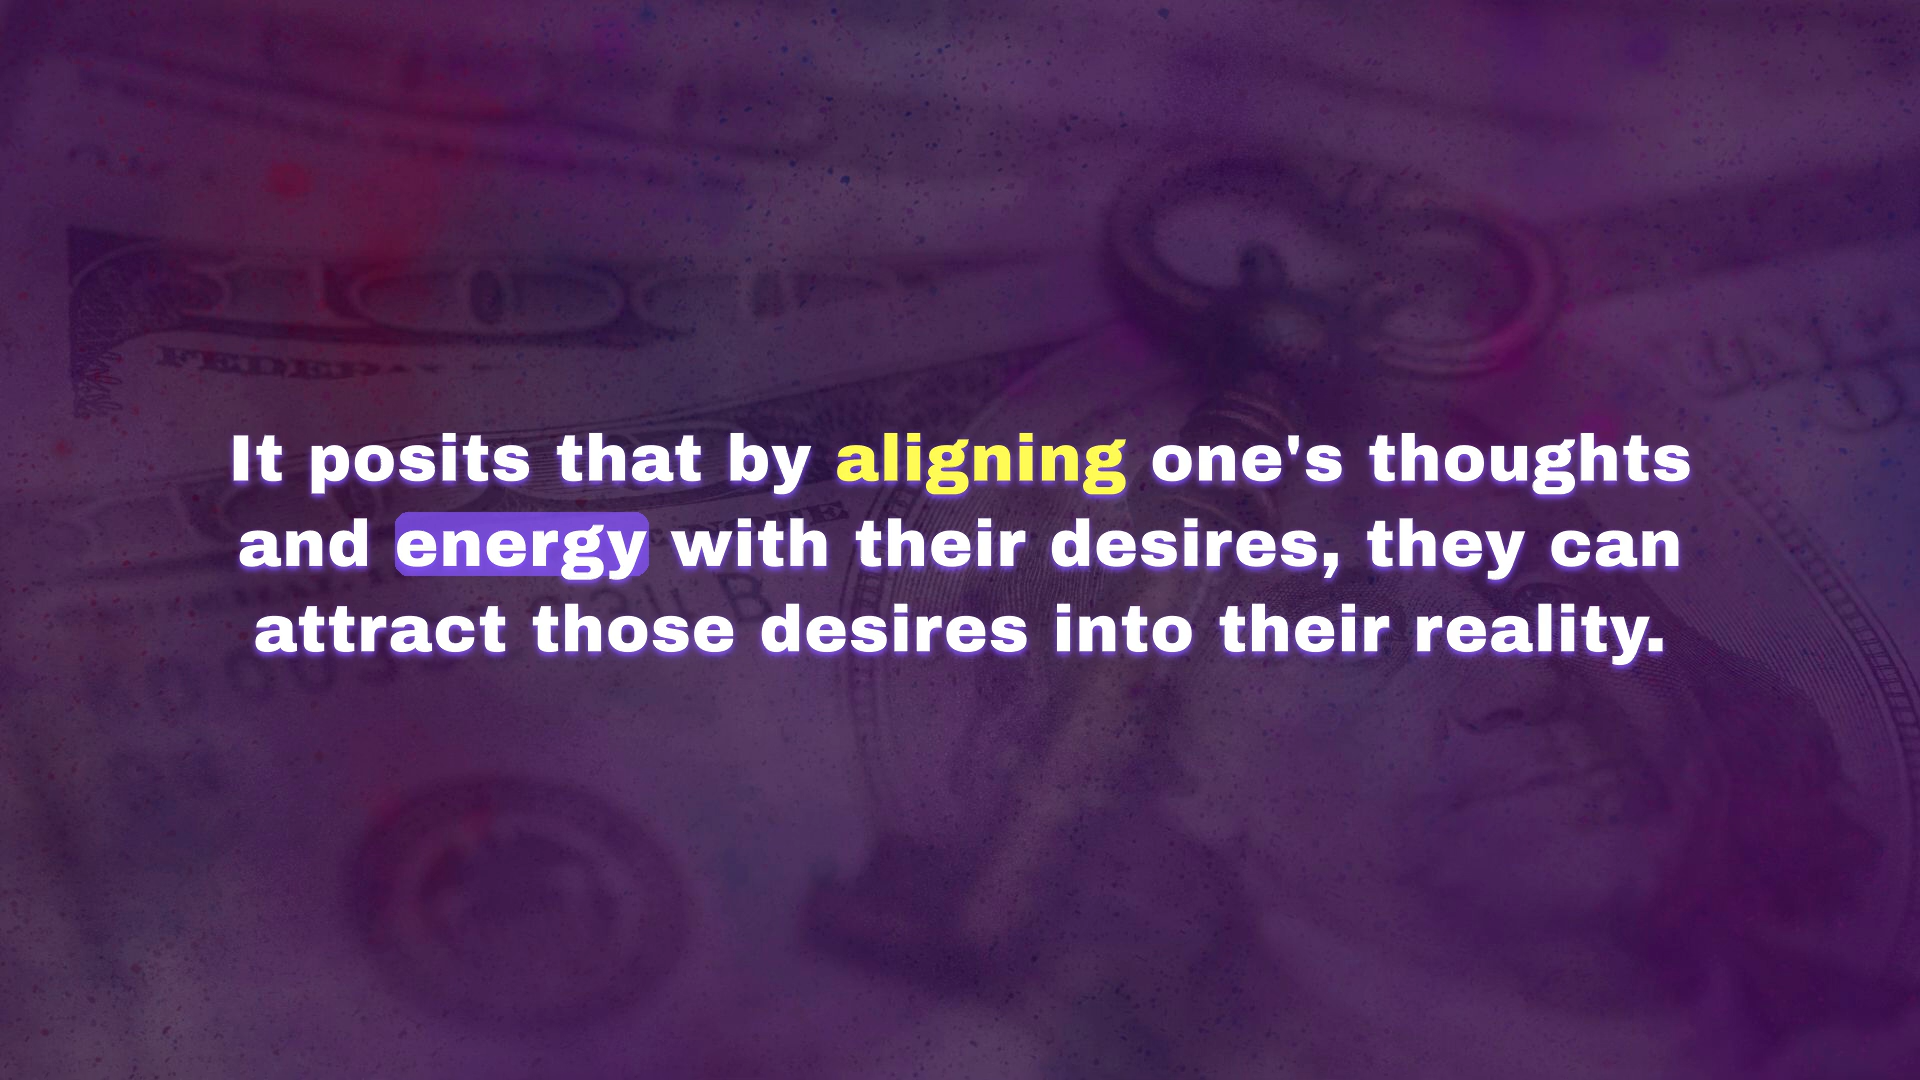 FEDERAL
It posits that by aligning one's thoughts
and energy with their desires, they can
attract those desires into their reality.